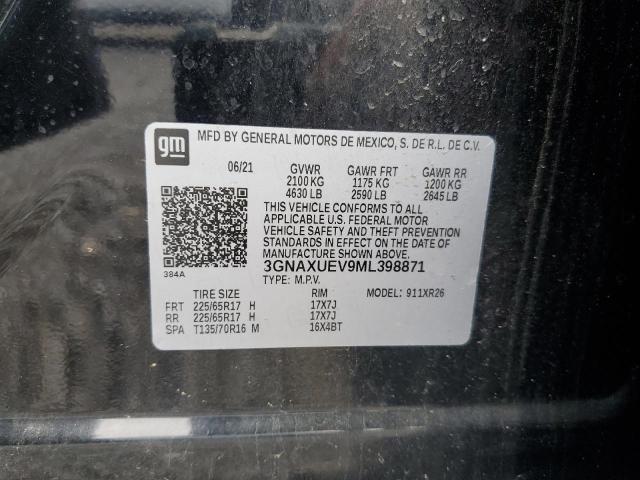 gm
MFD BY GENERAL MOTORS DE MEXICO, S. DE R.L. DE C.V.
06/21 GVWR GAWR FRT GAWR RR
2100 KG 1175 KG 1200 KG
4630 LB 2590 LB 2645 LB
THIS VEHICLE CONFORMS TO ALL
APPLICABLE U.S. FEDERAL MOTOR
VEHICLE SAFETY AND THEFT PREVENTION
STANDARDS IN EFFECT ON THE DATE OF
MANUFACTURE SHOWN ABOVE.
3GNAXUEV9ML398871
384A
TYPE: M.P.V.
TIRE SIZE RIM MODEL: 911XR26
FRT 225/65R17 H 17X7J
RR 225/65R17 H 17X7J
SPA T135/70R16 M 16X4BT